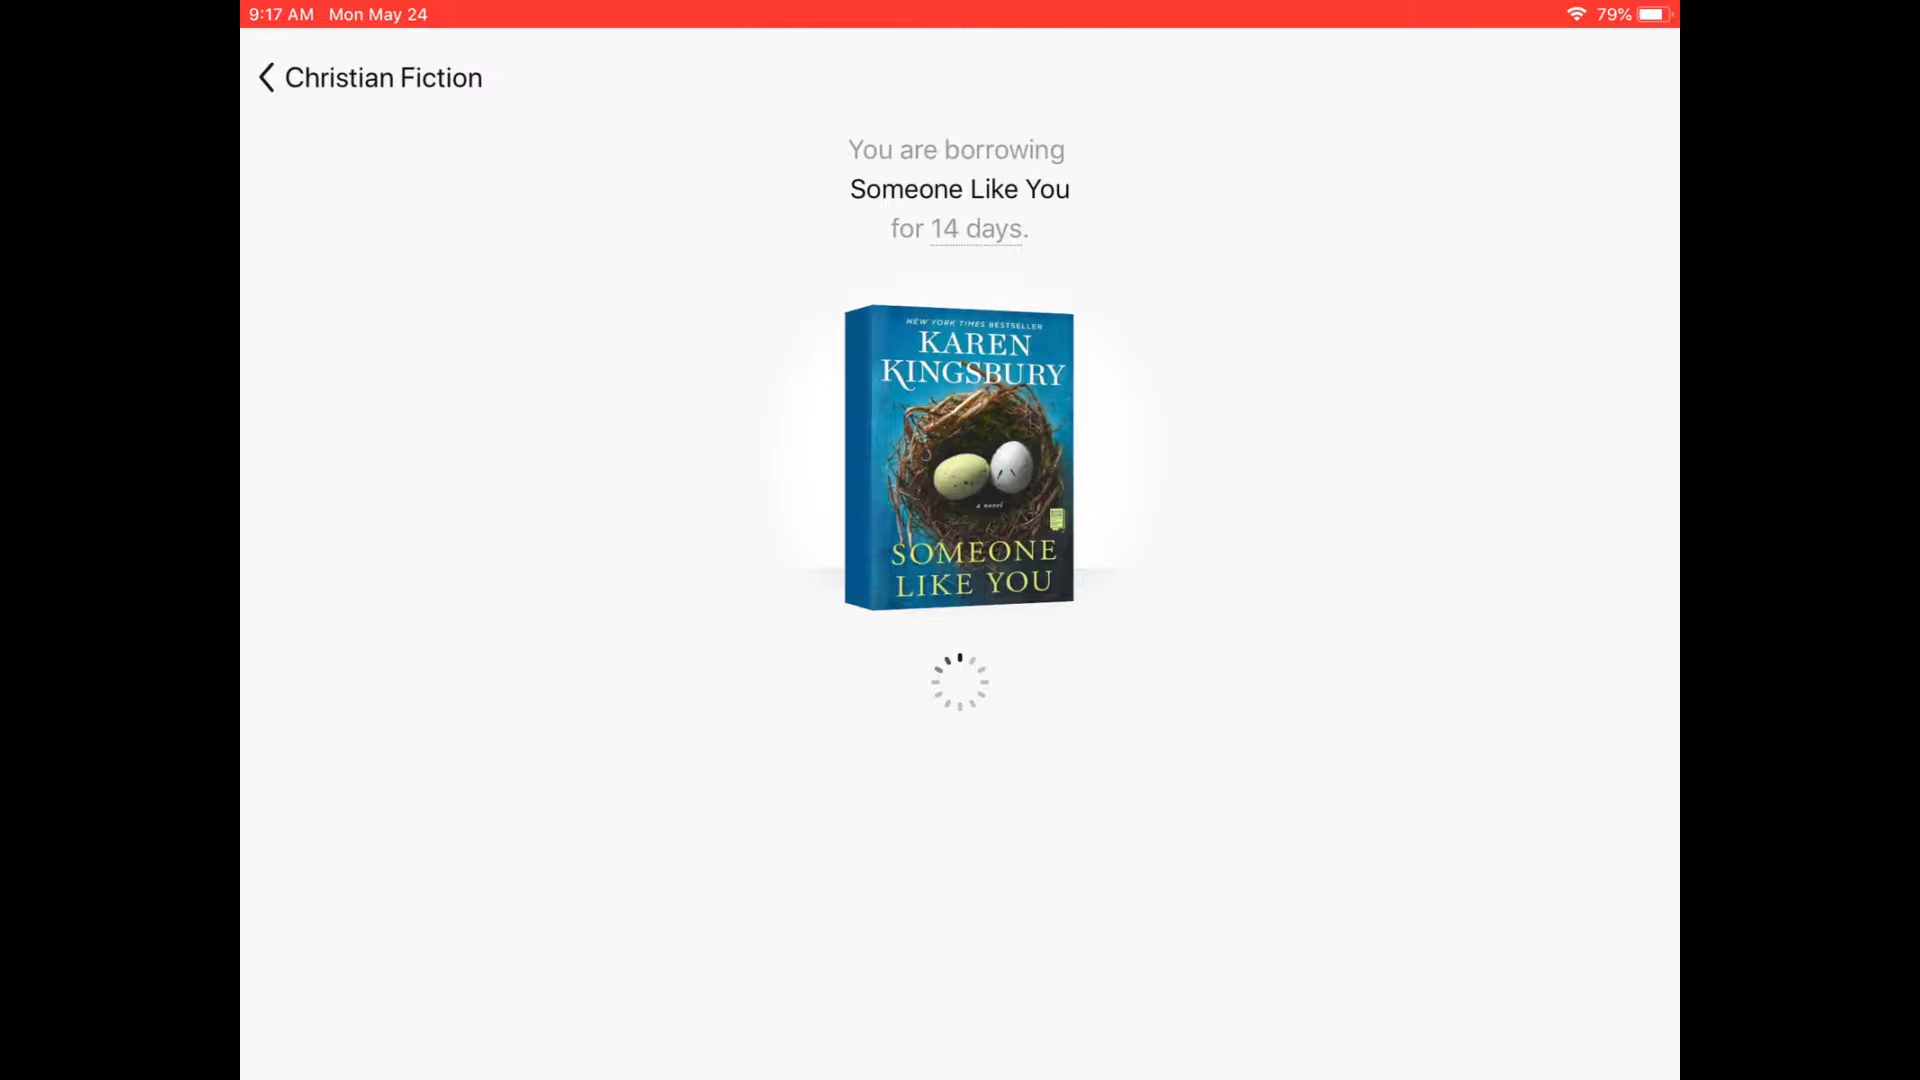 9:17 AM Mon May 24
79%
Christian Fiction
You are borrowing
Someone Like You
for 14 days.
NEW YORK TIMES BESTSELLER
KAREN
KINGSBURY
a novel
SOMEONE
LIKE YOU